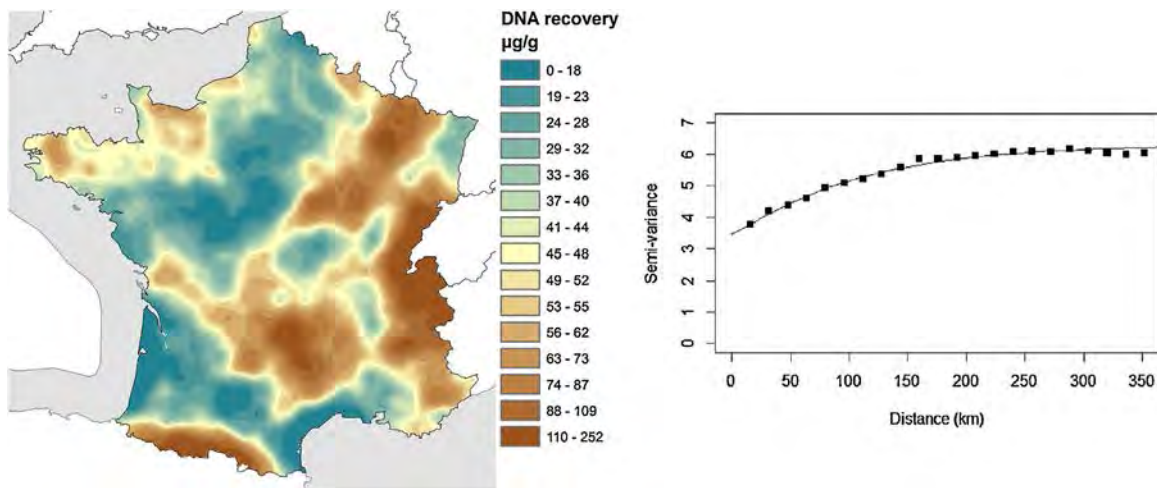 DNA recovery
µg/g
0 - 18
19 - 23
24 - 28
29 - 32
33 - 36
37 - 40
41 - 44
45 - 48
49 - 52
53 - 55
56 - 62
63 - 73
74 - 87
88 - 109
110 - 252
Semi-variance
7
6
5
4
3
2
1
0
0 50 100 150 200 250 300 350
Distance (km)